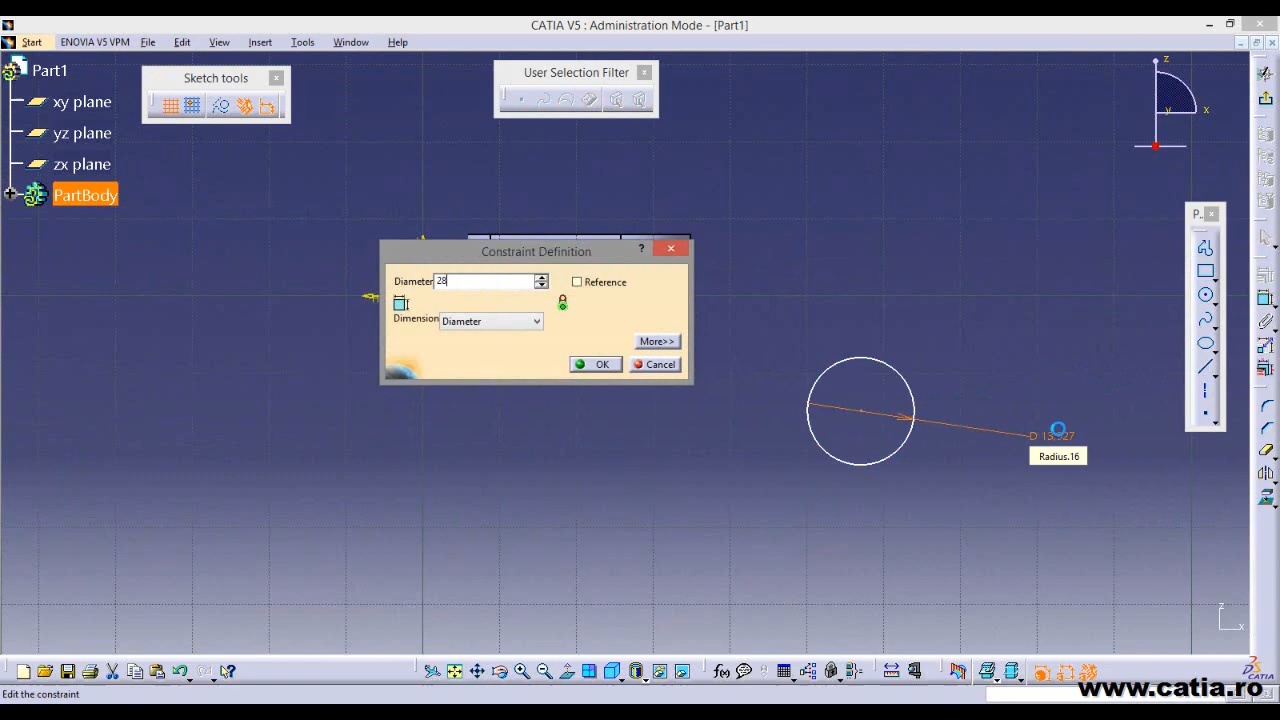 CATIA V5 : Administration Mode - [Part1]
Start ENOVIA V5 VPM File Edit View Insert Tools Window Help
Part1
xy plane
yz plane
zx plane
PartBody
Sketch tools
User Selection Filter
z
y
x
P...
Constraint Definition
?
Diameter 28
Reference
Dimension Diameter
More>>
OK Cancel
Radius.16
z
x
f(x)
Edit the constraint
CATIA
www.catia.ro